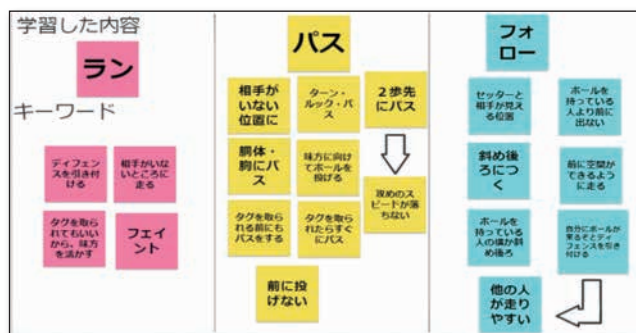 学習した内容
ラン
キーワード
ディフェン
スを引き付
ける
相手がいな
いところに
走る
タグを取ら
れてもいい
から、味方
を活かす
フェイ
ント
パス
相手が
いない
位置に
ターン・
ルック・パ
ス
2歩先
にパス
胴体・
胸にパ
ス
味方に向け
てボールを
投げる
攻めのス
ピードが落
ちない
タグを取ら
れる前にも
パスをする
タグを取ら
れたらすぐ
にパス
前に投
げない
フォ
ロー
セッターと
相手が見え
る位置
ボールを
持っている
人より前に
出ない
斜め後
ろにつ
く
前に空間が
できるよう
に走る
ボールを
持っている
人の横か斜
め後ろ
自分にボールが
来るぞとディ
フェンスを引き
付ける
他の人
が走り
やすい